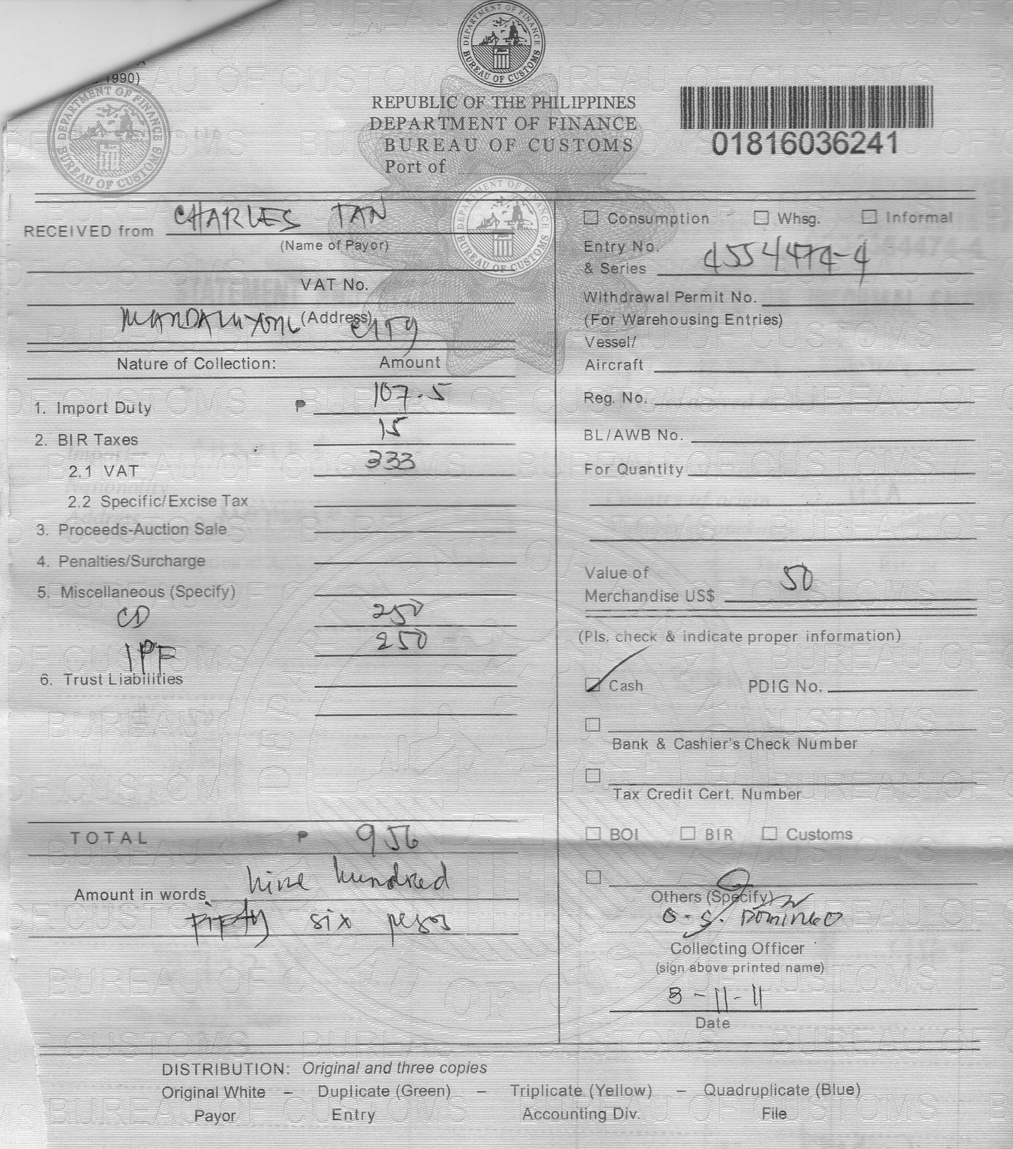 1990)
DEPARTMENT OF FINANCE
BUREAU OF CUSTOMS
REPUBLIC OF THE PHILIPPINES
DEPARTMENT OF FINANCE
BUREAU OF CUSTOMS
Port of
01816036241
RECEIVED from CHARLES TAN
(Name of Payor)
VAT No.
MANDALUYONG CITY
(Address)
Nature of Collection: Amount
1. Import Duty ₱ 107.5
2. BIR Taxes 15
2.1 VAT 333
2.2 Specific/Excise Tax
3. Proceeds-Auction Sale
4. Penalties/Surcharge
5. Miscellaneous (Specify)
CD 250
IPF 250
6. Trust Liabilities
TOTAL ₱ 956
Amount in words nine hundred
fifty six pesos
☐ Consumption ☐ Whsg. ☐ Informal
Entry No.
& Series 4554474-4
Withdrawal Permit No.
(For Warehousing Entries)
Vessel/
Aircraft
Reg. No.
BL/AWB No.
For Quantity
Value of
Merchandise US$ 50
(Pls. check & indicate proper information)
☑ Cash PDIG No.
☐
Bank & Cashier's Check Number
☐
Tax Credit Cert. Number
☐ BOI ☐ BIR ☐ Customs
☐
Others (Specify)
G. S. DOMINGO
Collecting Officer
(sign above printed name)
8-11-11
Date
DISTRIBUTION: Original and three copies
Original White – Duplicate (Green) – Triplicate (Yellow) – Quadruplicate (Blue)
Payor Entry Accounting Div. File